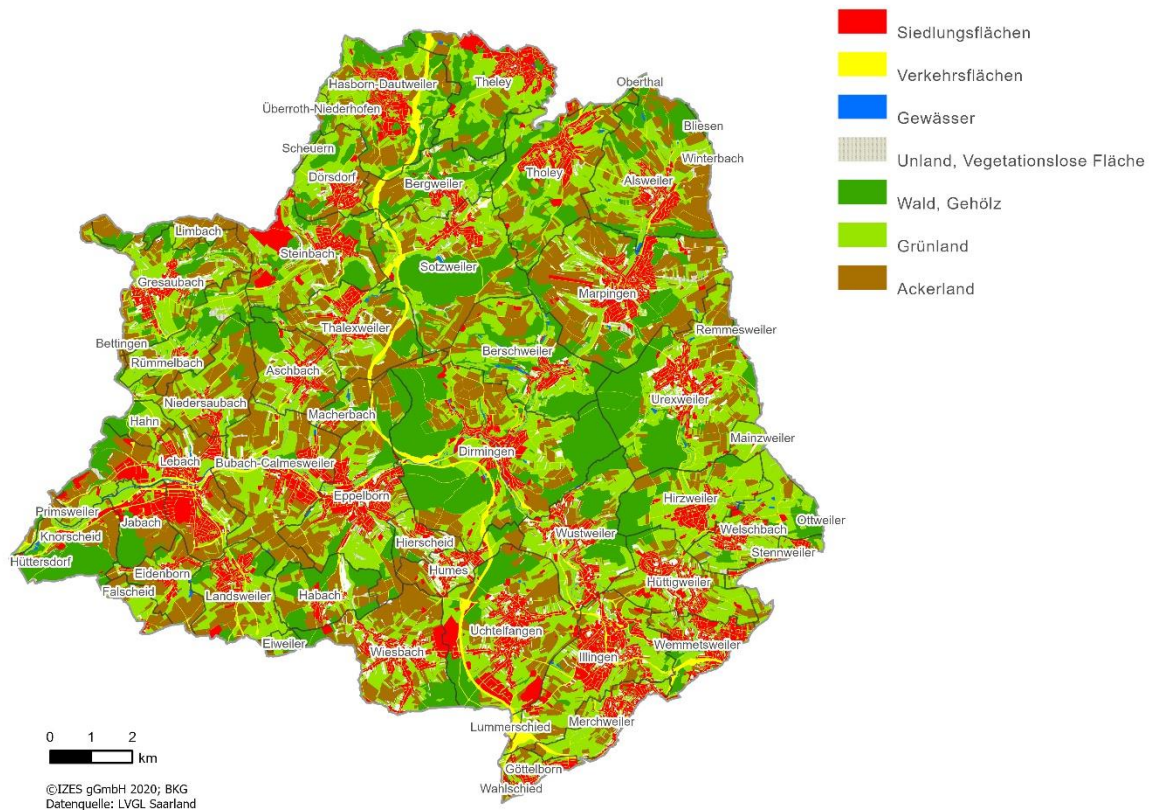 Siedlungsflächen
Verkehrsflächen
Gewässer
Unland, Vegetationslose Fläche
Wald, Gehölz
Grünland
Ackerland
Hasborn-Dautweiler
Theley
Oberthal
Überroth-Niederhofen
Bliesen
Scheuern
Winterbach
Dörsdorf
Bergweiler
Tholey
Alsweiler
Limbach
Steinbach
Sotzweiler
Gresaubach
Marpingen
Thalexweiler
Remmesweiler
Bettingen
Berschweiler
Rümmelbach
Aschbach
Niedersaubach
Macherbach
Urexweiler
Hahn
Mainzweiler
Dirmingen
Lebach
Bubach-Calmesweiler
Eppelborn
Hirzweiler
Primsweiler
Jabach
Ottweiler
Knorscheid
Wustweiler
Welschbach
Hierscheid
Stennweiler
Hüttersdorf
Humes
Eidenborn
Hüttigweiler
Falscheid
Landsweiler
Habach
Uchtelfangen
Eiweiler
Wiesbach
Illingen
Wemmetsweiler
Lummerschied
Merchweiler
Göttelborn
Wahlschied
0 1 2
km
©IZES gGmbH 2020; BKG
Datenquelle: LVGL Saarland